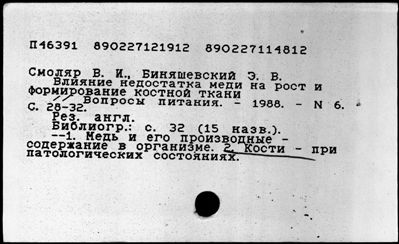 П46391 890227121912 890227114812
Смоляр В. И., Биняшевский Э. В.
Влияние недостатка меди на рост и
формирование костной ткани
Вопросы питания. - 1988. - N 6.
С. 28-32.
Рез. англ.
Библиогр.: с. 32 (15 назв.).
--1. Медь и его производные -
содержание в организме. 2. Кости - при
патологических состояниях.